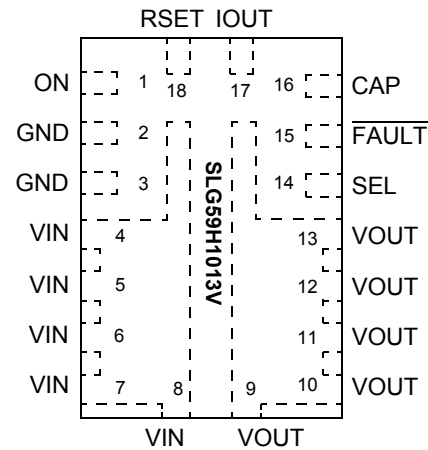 RSET IOUT
ON 1 18 17 16 CAP
GND 2 15 FAULT
GND 3 14 SEL
SLG59H1013V
VIN 4 13 VOUT
VIN 5 12 VOUT
VIN 6 11 VOUT
VIN 7 8 9 10 VOUT
VIN VOUT